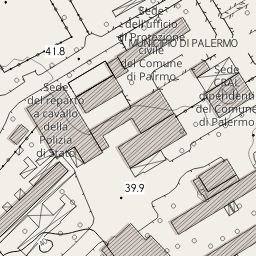 Sede
dell'ufficio
di Protezione
civile
del Comune
di Palermo
MUNICIPIO DI PALERMO
41.8
Sede
del reparto
a cavallo
della
Polizia
di Stato
Sede
CRAL
dipendenti
del Comune
di Palermo
39.9